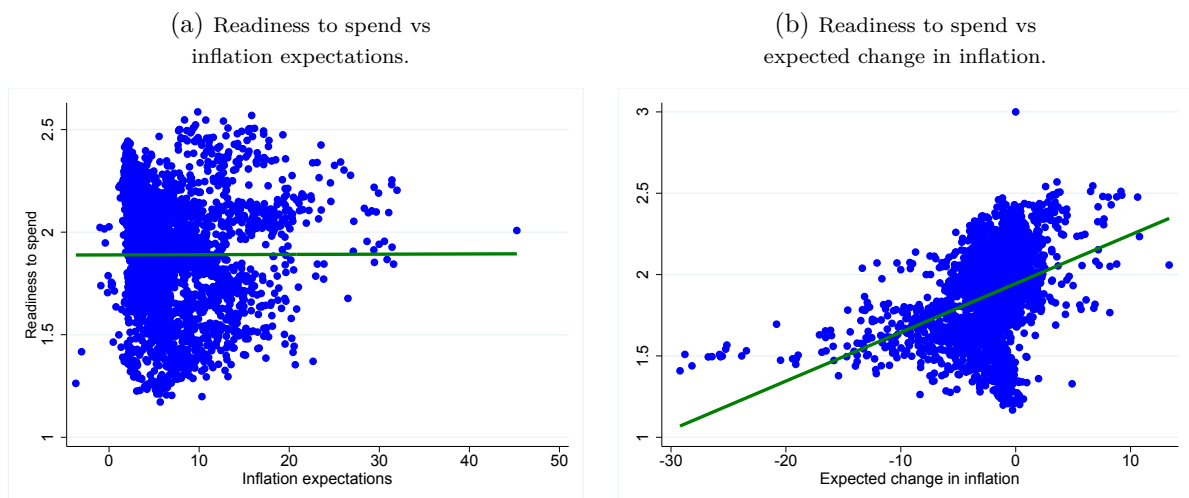 (a) Readiness to spend vs
inflation expectations.
Readiness to spend
2.5
2
1.5
1
0 10 20 30 40 50
Inflation expectations
(b) Readiness to spend vs
expected change in inflation.
3
2.5
2
1.5
1
-30 -20 -10 0 10
Expected change in inflation